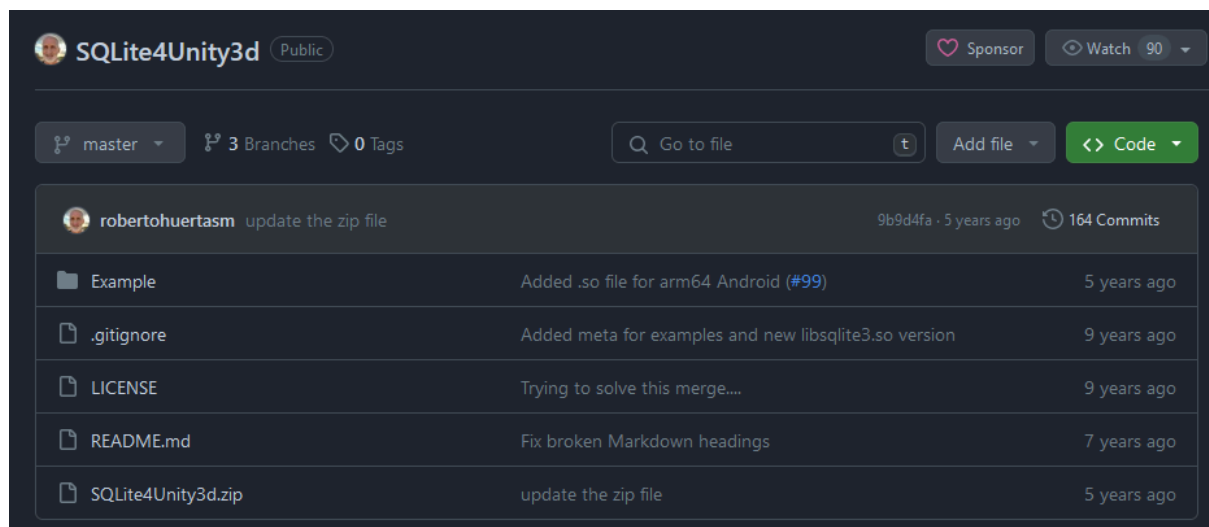 SQLite4Unity3d Public Sponsor Watch 90
master 3 Branches 0 Tags Go to file t Add file <> Code
robertohuertasm update the zip file 9b9d4fa · 5 years ago 164 Commits
Example Added .so file for arm64 Android (#99) 5 years ago
.gitignore Added meta for examples and new libsqlite3.so version 9 years ago
LICENSE Trying to solve this merge.... 9 years ago
README.md Fix broken Markdown headings 7 years ago
SQLite4Unity3d.zip update the zip file 5 years ago